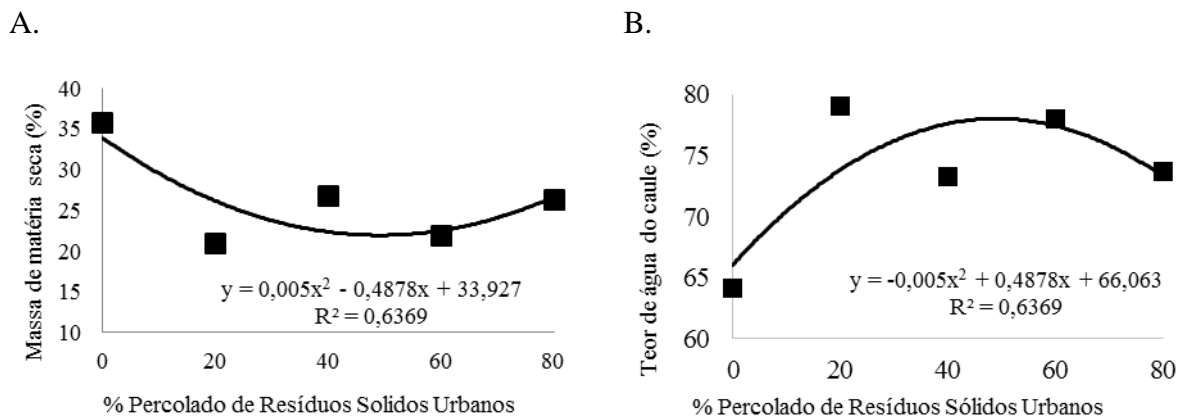 A.
B.
Massa de matéria seca (%)
40
35
30
25
20
15
10
y = 0,005x² - 0,4878x + 33,927
R² = 0,6369
0 20 40 60 80
% Percolado de Resíduos Solidos Urbanos
Teor de água do caule (%)
80
75
70
65
60
y = -0,005x² + 0,4878x + 66,063
R² = 0,6369
0 20 40 60 80
% Percolado de Resíduos Sólidos Urbanos